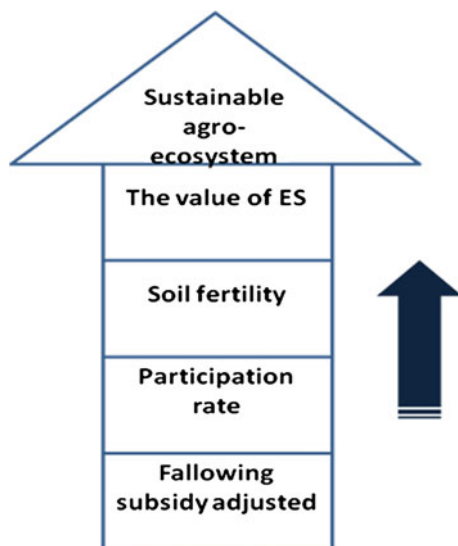 Sustainable
agro-
ecosystem
The value of ES
Soil fertility
Participation
rate
Fallowing
subsidy adjusted